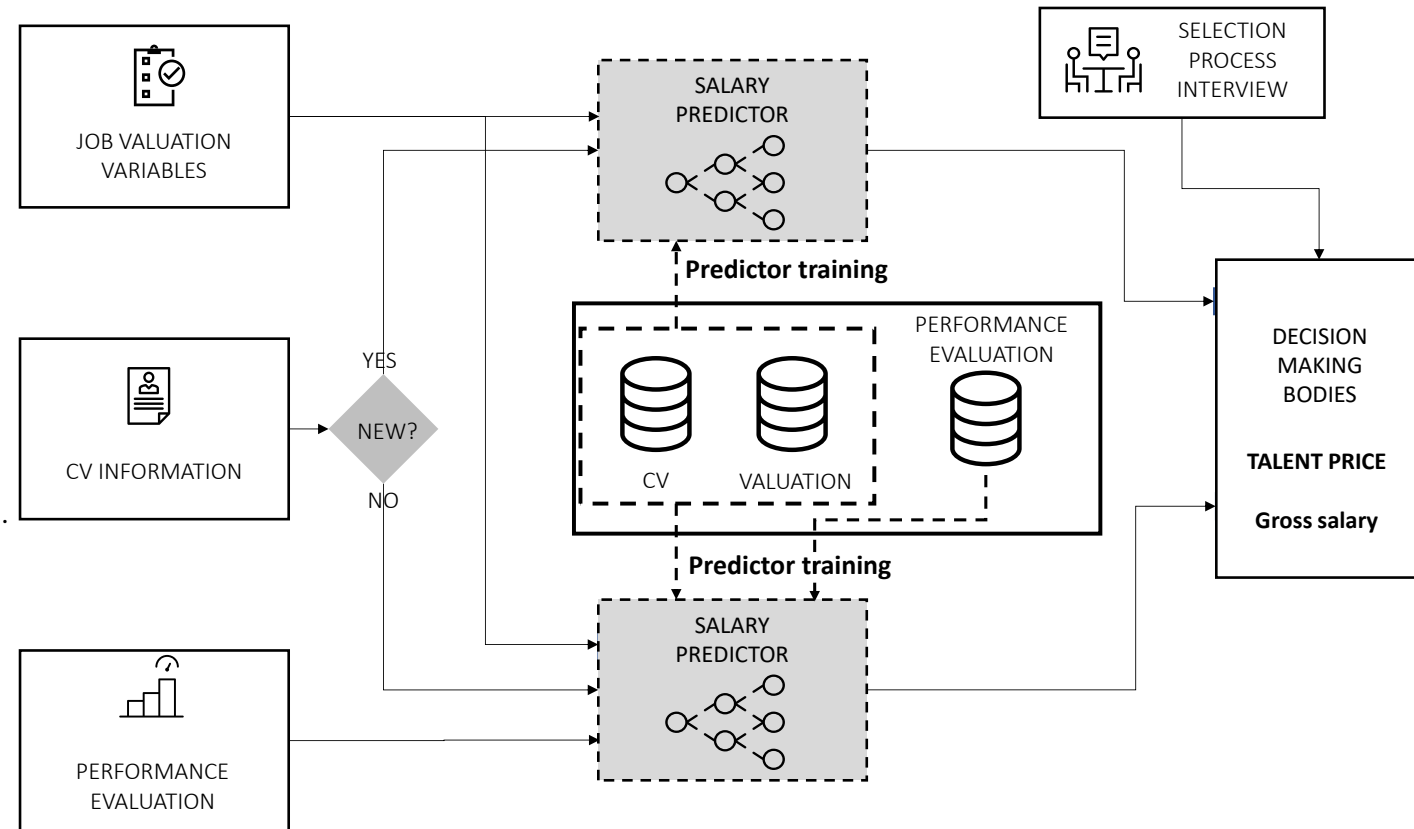 JOB VALUATION
VARIABLES
CV INFORMATION
.
PERFORMANCE
EVALUATION
YES
NEW?
NO
SALARY
PREDICTOR
Predictor training
CV
VALUATION
PERFORMANCE
EVALUATION
Predictor training
SALARY
PREDICTOR
SELECTION
PROCESS
INTERVIEW
DECISION
MAKING
BODIES
TALENT PRICE
Gross salary